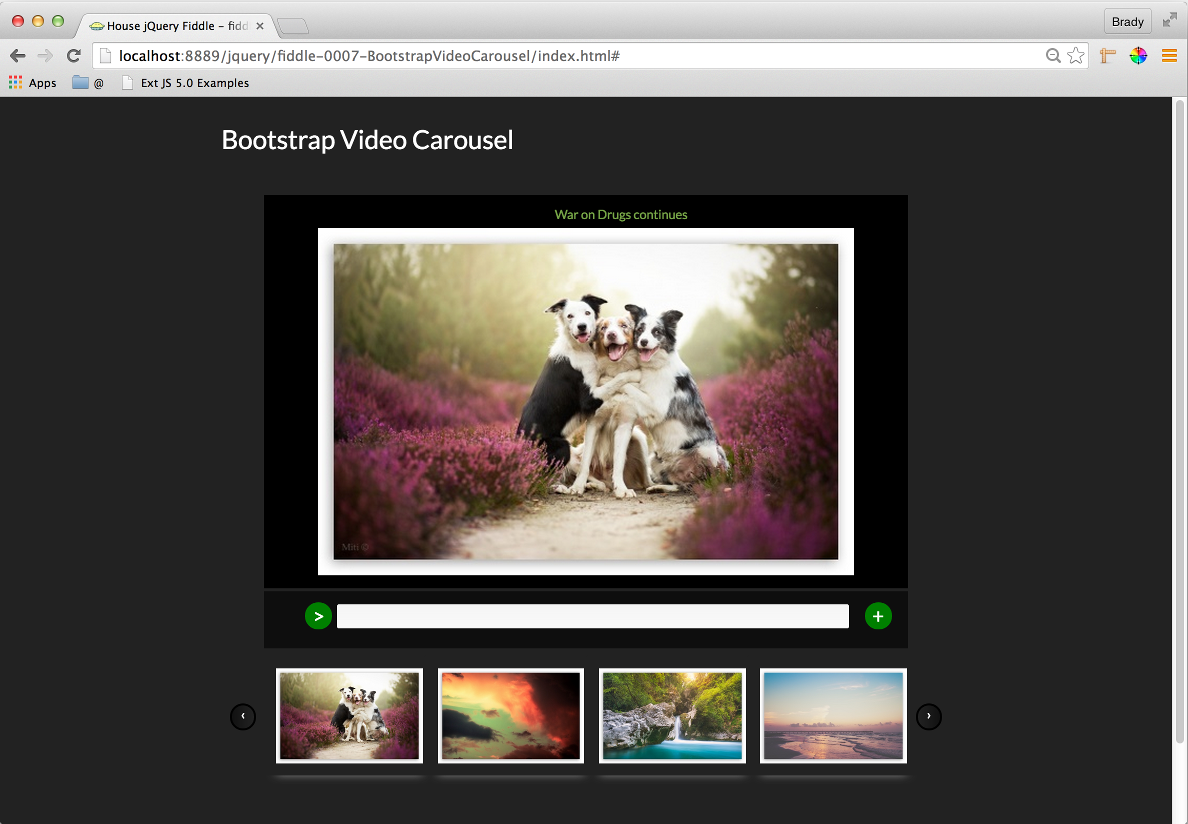 House jQuery Fiddle – fidd
Brady
localhost:8889/jquery/fiddle-0007-BootstrapVideoCarousel/index.html#
Apps
@
Ext JS 5.0 Examples
Bootstrap Video Carousel
War on Drugs continues
Miti ©
>
+
‹
›